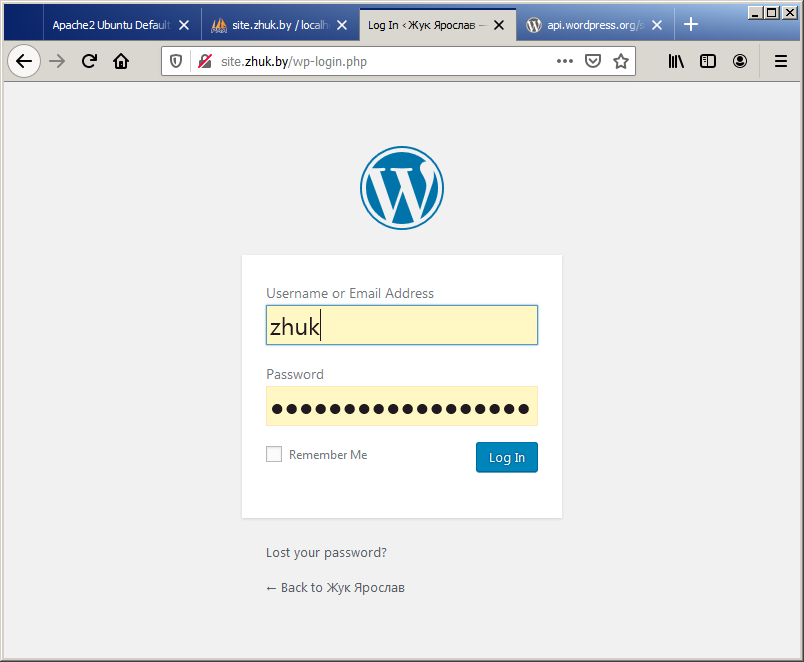 Apache2 Ubuntu Default
site.zhuk.by / localh
Log In ‹ Жук Ярослав —
api.wordpress.org/s
site.zhuk.by/wp-login.php
Username or Email Address
zhuk
Password
Remember Me
Log In
Lost your password?
← Back to Жук Ярослав